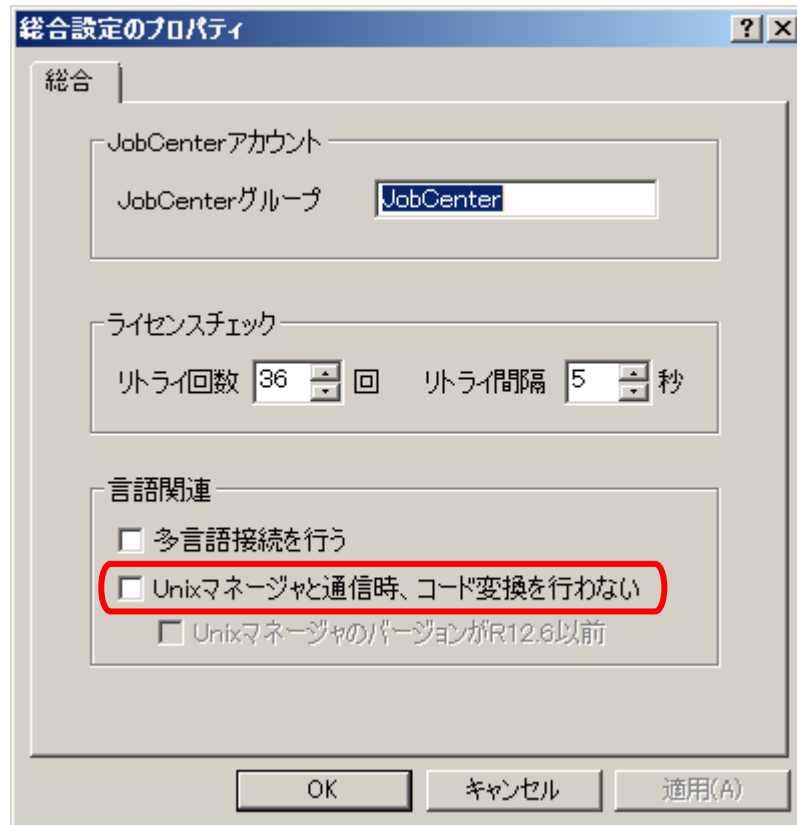 総合設定のプロパティ
総合
JobCenterアカウント
JobCenterグループ JobCenter
ライセンスチェック
リトライ回数 36 回 リトライ間隔 5 秒
言語関連
多言語接続を行う
Unixマネージャと通信時、コード変換を行わない
UnixマネージャのバージョンがR12.6以前
OK キャンセル 適用(A)